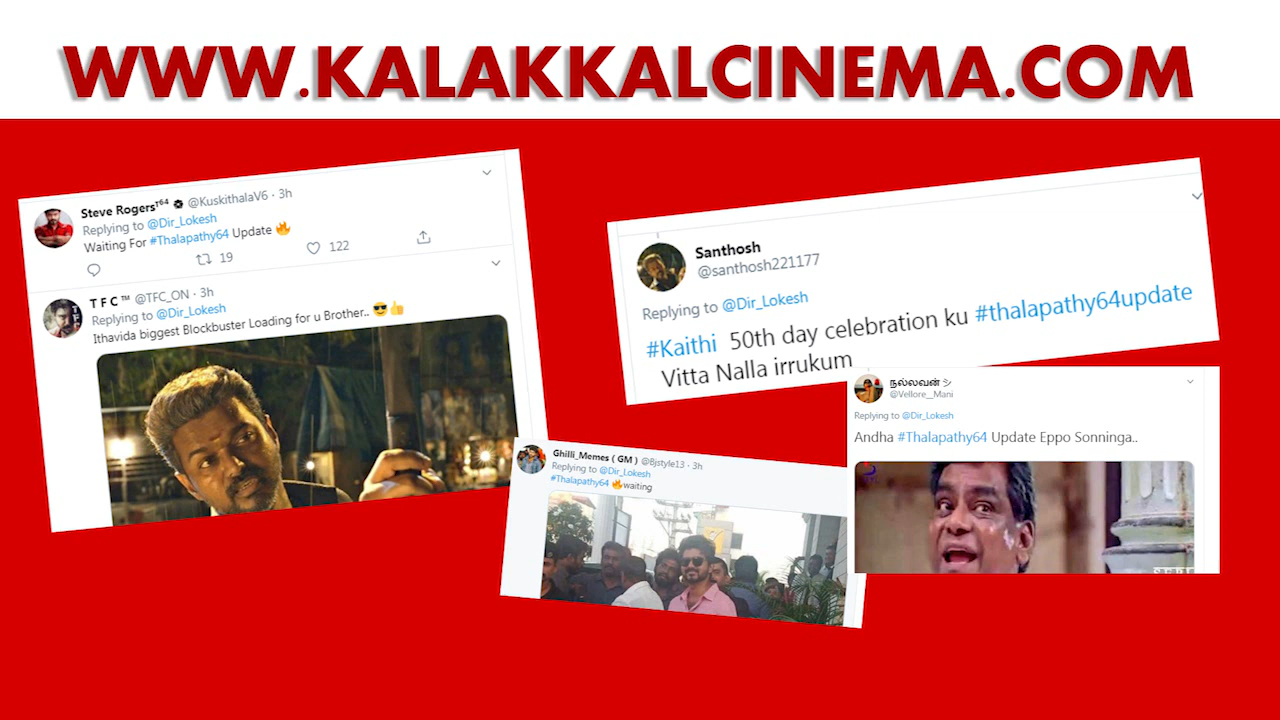 WWW.KALAKKALCINEMA.COM
Steve Rogersᵀ⁶⁴ @KuskithalaV6 · 3h
Replying to @Dir_Lokesh
Waiting For #Thalapathy64 Update 🔥
19 122
T F C ™ @TFC_ON · 3h
Replying to @Dir_Lokesh
Ithavida biggest Blockbuster Loading for u Brother.. 😎👍
Santhosh
@santhosh221177
Replying to @Dir_Lokesh
#Kaithi 50th day celebration ku #thalapathy64update
Vitta Nalla irrukum
Ghilli_Memes ( GM ) @Bjstyle13 · 3h
Replying to @Dir_Lokesh
#Thalapathy64 🔥waiting
நல்லவன் シ
@Vellore__Mani
Replying to @Dir_Lokesh
Andha #Thalapathy64 Update Eppo Sonninga..